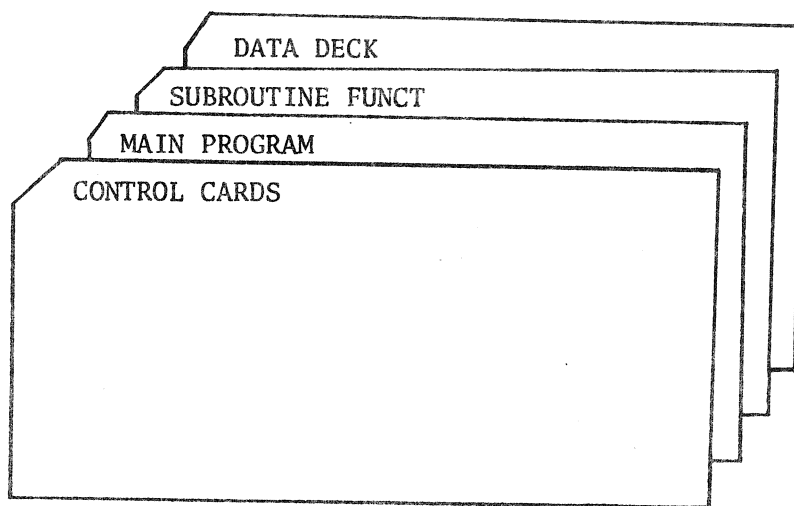 DATA DECK
SUBROUTINE FUNCT
MAIN PROGRAM
CONTROL CARDS